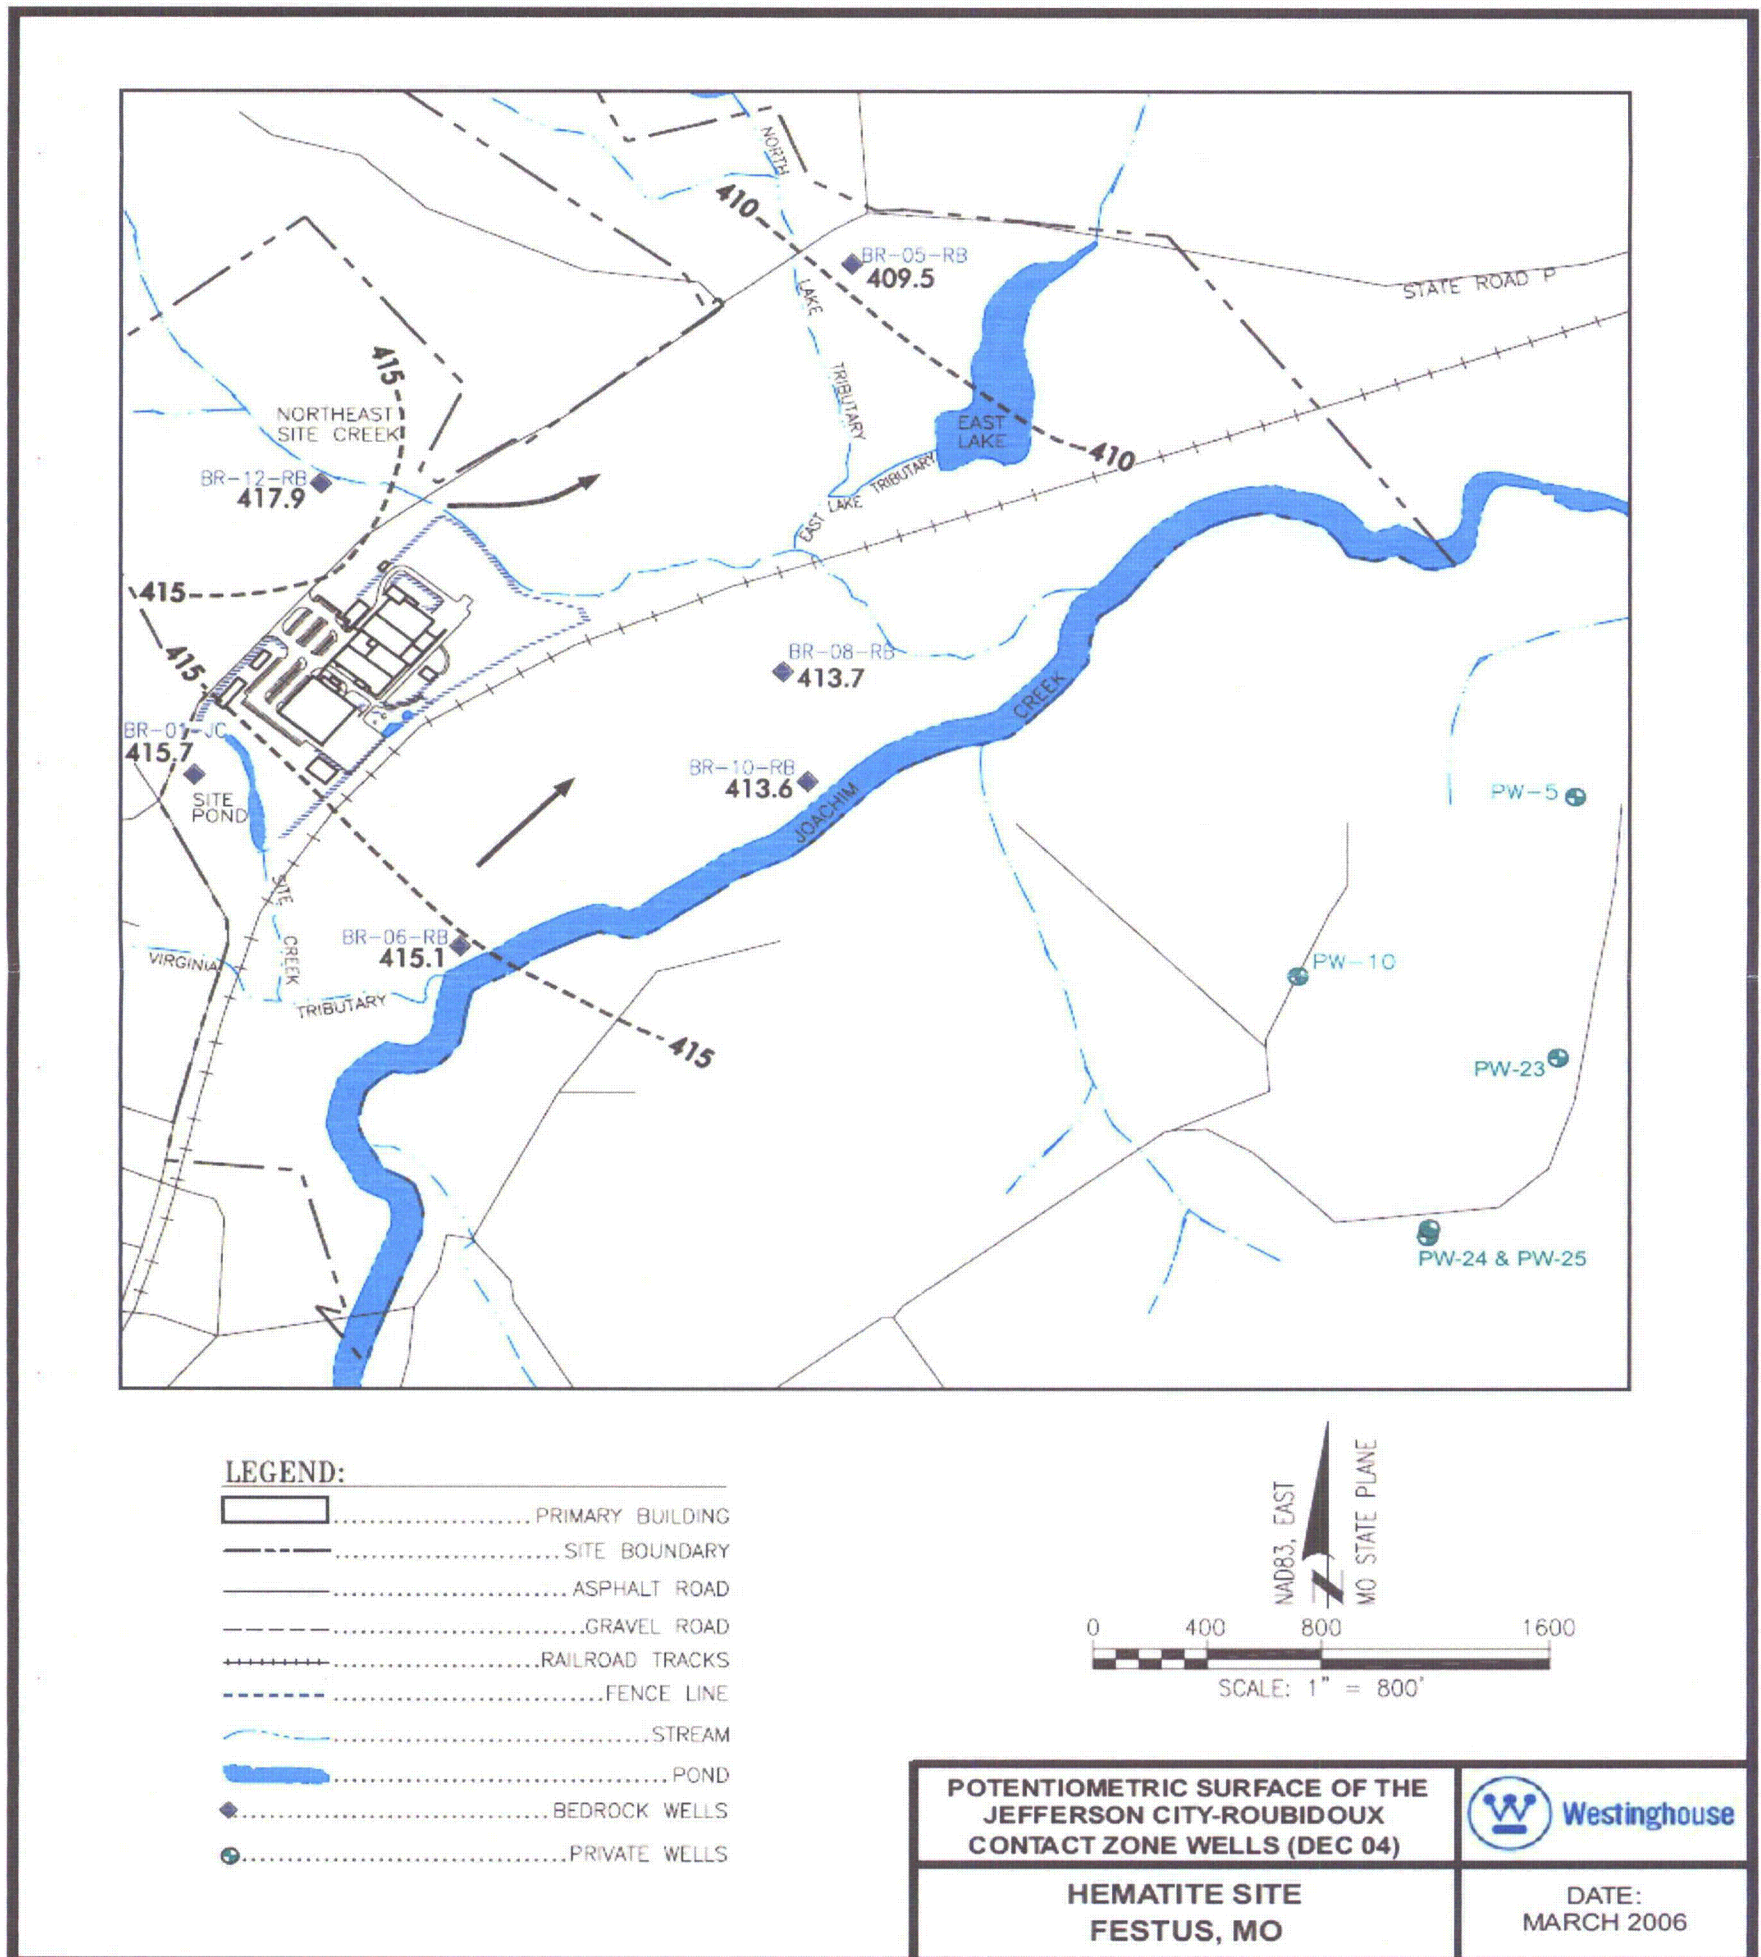 NORTH
410
BR-05-RB
409.5
LAKE
STATE ROAD P
415
TRIBUTARY
NORTHEAST
SITE CREEK
EAST
LAKE
410
BR-12-RB
417.9
EAST LAKE TRIBUTARY
415
415
BR-08-RB
413.7
CREEK
BR-01-JC
415.7
BR-10-RB
413.6
SITE
POND
JOACHIM
PW-5
SITE
CREEK
BR-06-RB
415.1
VIRGINIA
TRIBUTARY
PW-10
415
PW-23
PW-24 & PW-25
LEGEND:
PRIMARY BUILDING
SITE BOUNDARY
ASPHALT ROAD
GRAVEL ROAD
RAILROAD TRACKS
FENCE LINE
STREAM
POND
BEDROCK WELLS
PRIVATE WELLS
NAD83, EAST
MO STATE PLANE
0 400 800 1600
SCALE: 1" = 800'
POTENTIOMETRIC SURFACE OF THE
JEFFERSON CITY-ROUBIDOUX
CONTACT ZONE WELLS (DEC 04)
Westinghouse
HEMATITE SITE
FESTUS, MO
DATE:
MARCH 2006